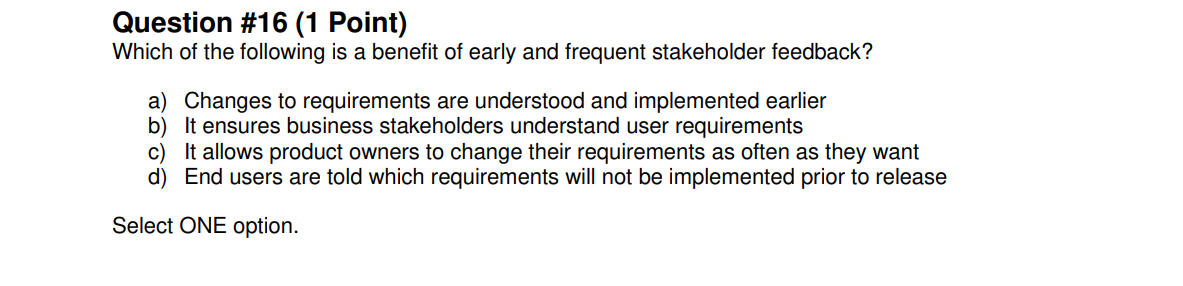 Question #16 (1 Point)
Which of the following is a benefit of early and frequent stakeholder feedback?
a) Changes to requirements are understood and implemented earlier
b) It ensures business stakeholders understand user requirements
c) It allows product owners to change their requirements as often as they want
d) End users are told which requirements will not be implemented prior to release
Select ONE option.